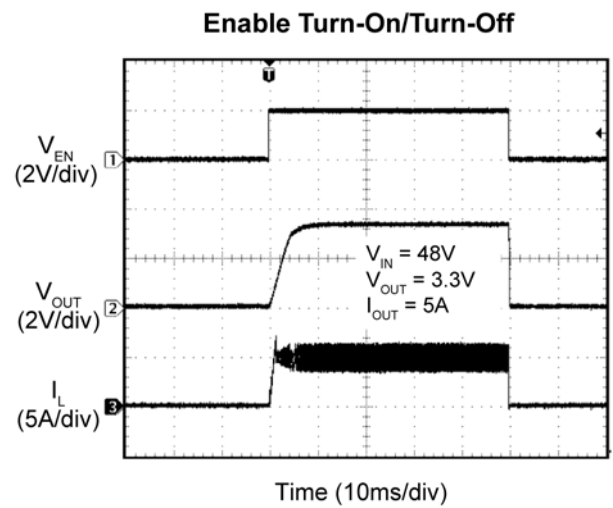 Enable Turn-On/Turn-Off
T
V_EN
(2V/div)
1
V_OUT
(2V/div)
2
I_L
(5A/div)
3
V_IN = 48V
V_OUT = 3.3V
I_OUT = 5A
Time (10ms/div)